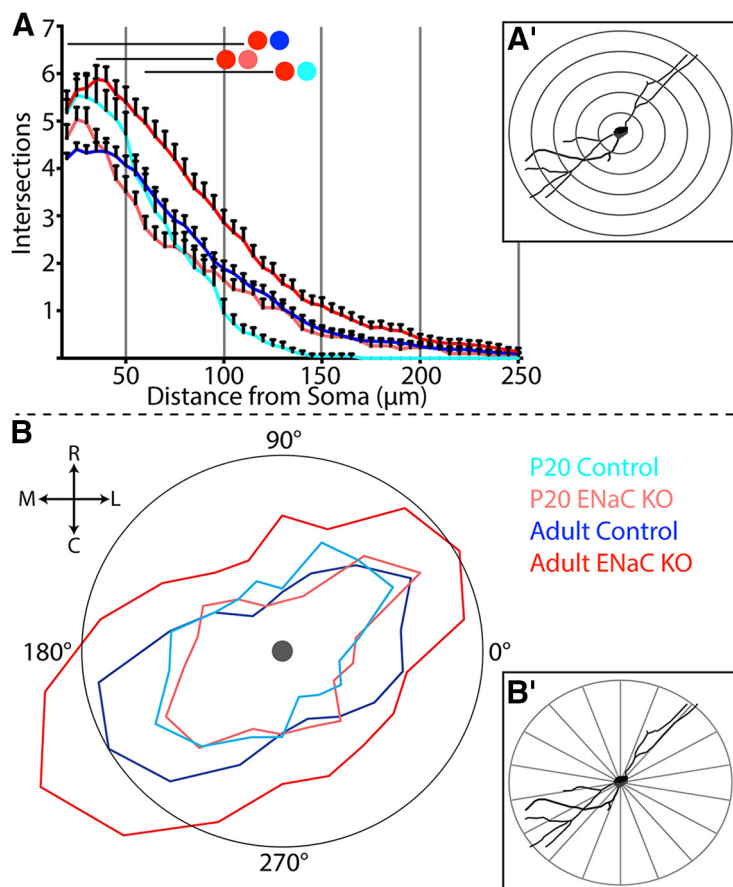 A
7
6
5
4
3
2
1
Intersections
50
100
150
200
250
Distance from Soma (μm)
A'
B
R
M
L
C
90°
180°
0°
270°
P20 Control
P20 ENaC KO
Adult Control
Adult ENaC KO
B'